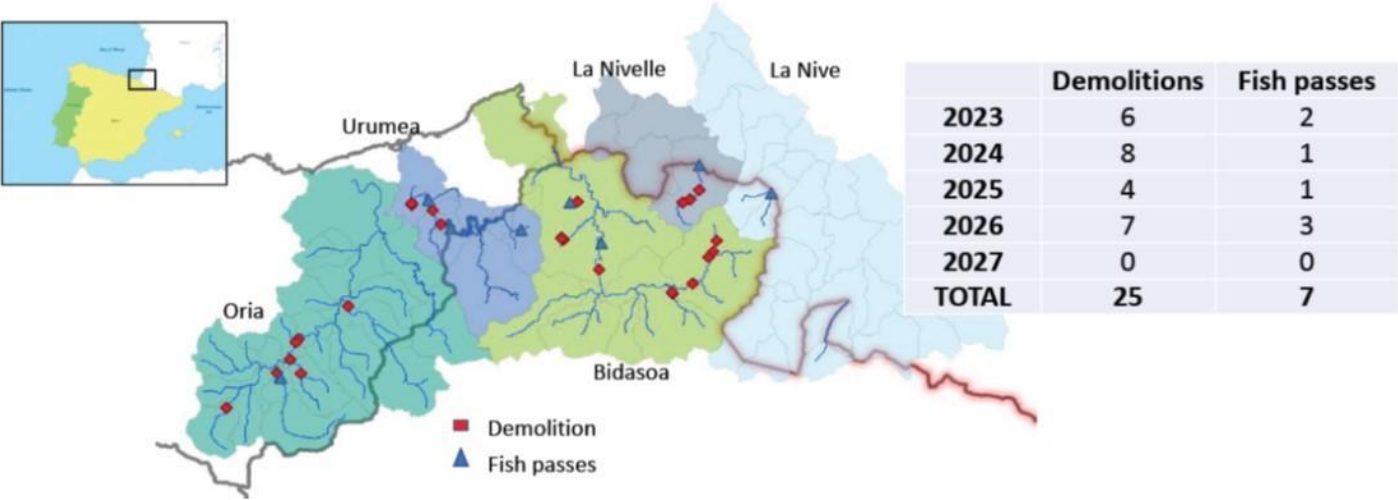 La Nivelle
La Nive
Urumea
Oria
Bidasoa
Demolition
Fish passes
Demolitions Fish passes
2023 6 2
2024 8 1
2025 4 1
2026 7 3
2027 0 0
TOTAL 25 7